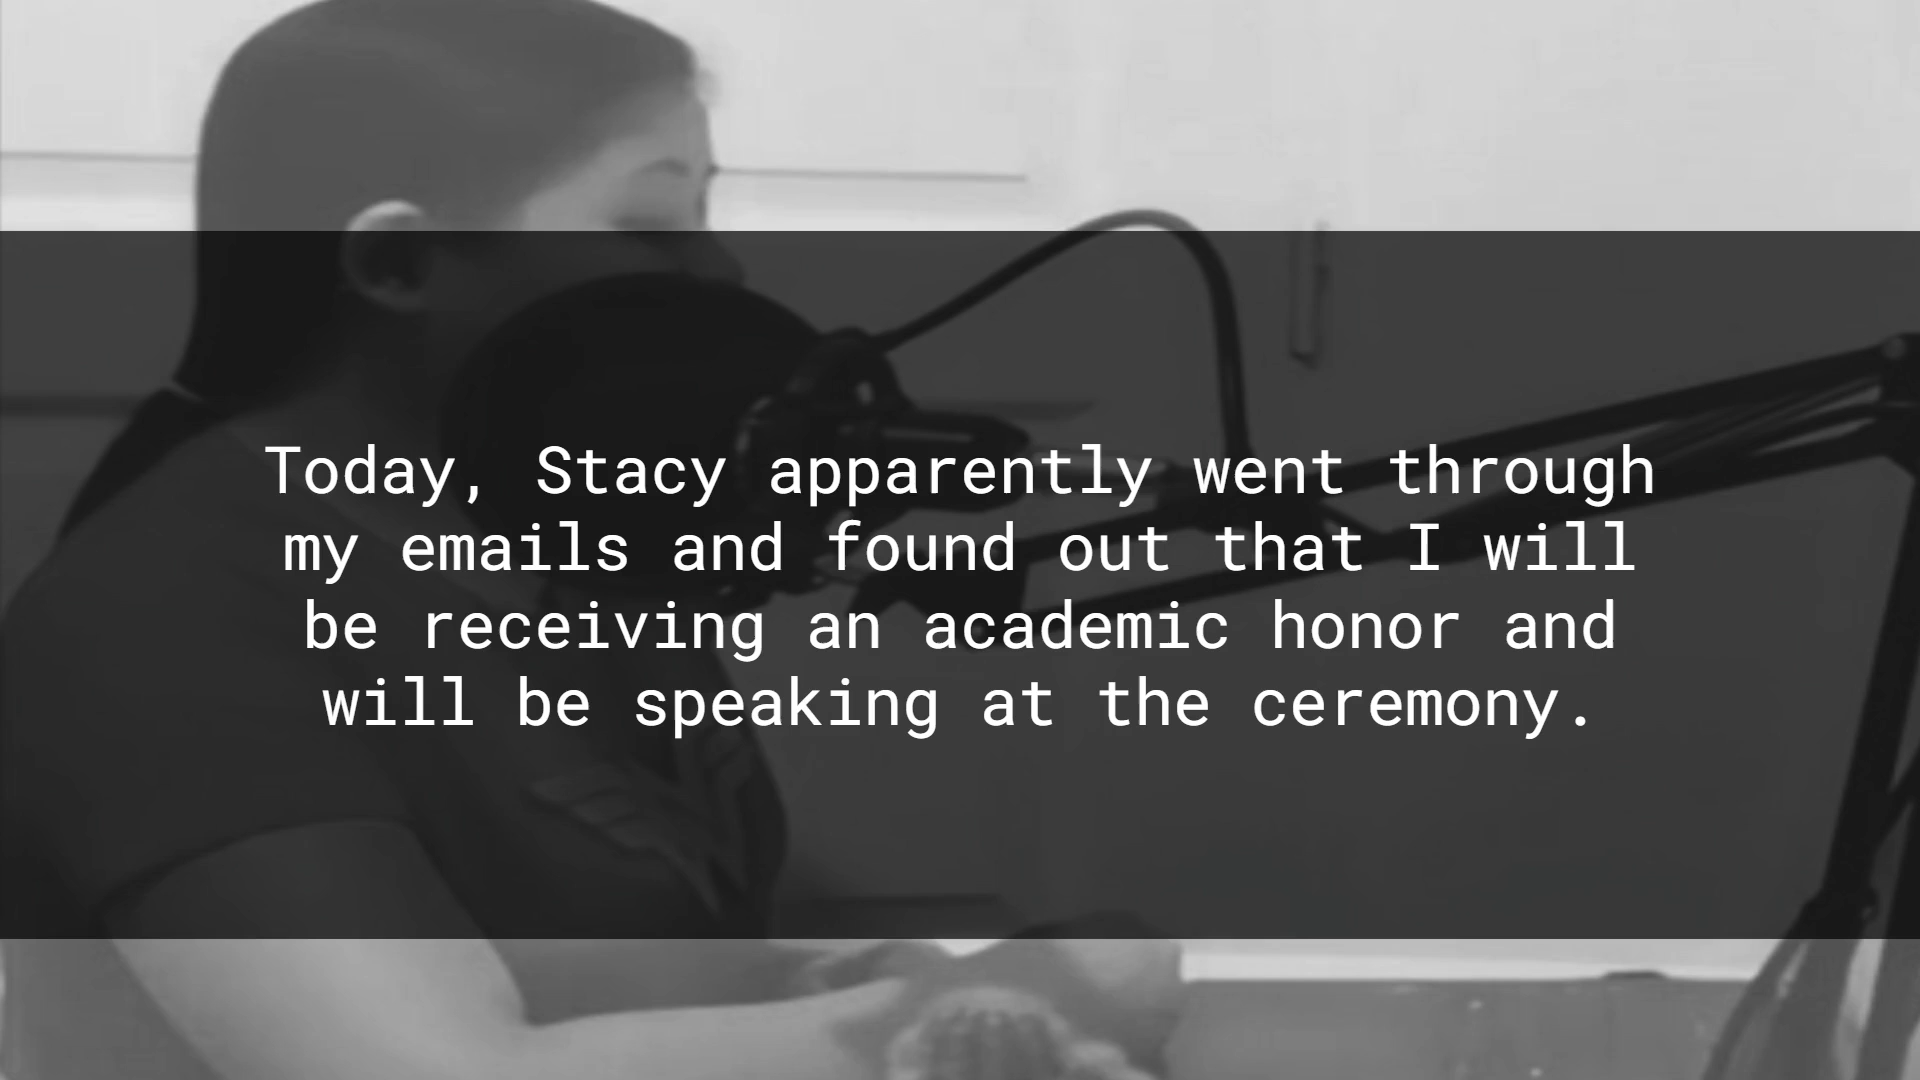 Today, Stacy apparently went through
my emails and found out that I will
be receiving an academic honor and
will be speaking at the ceremony.